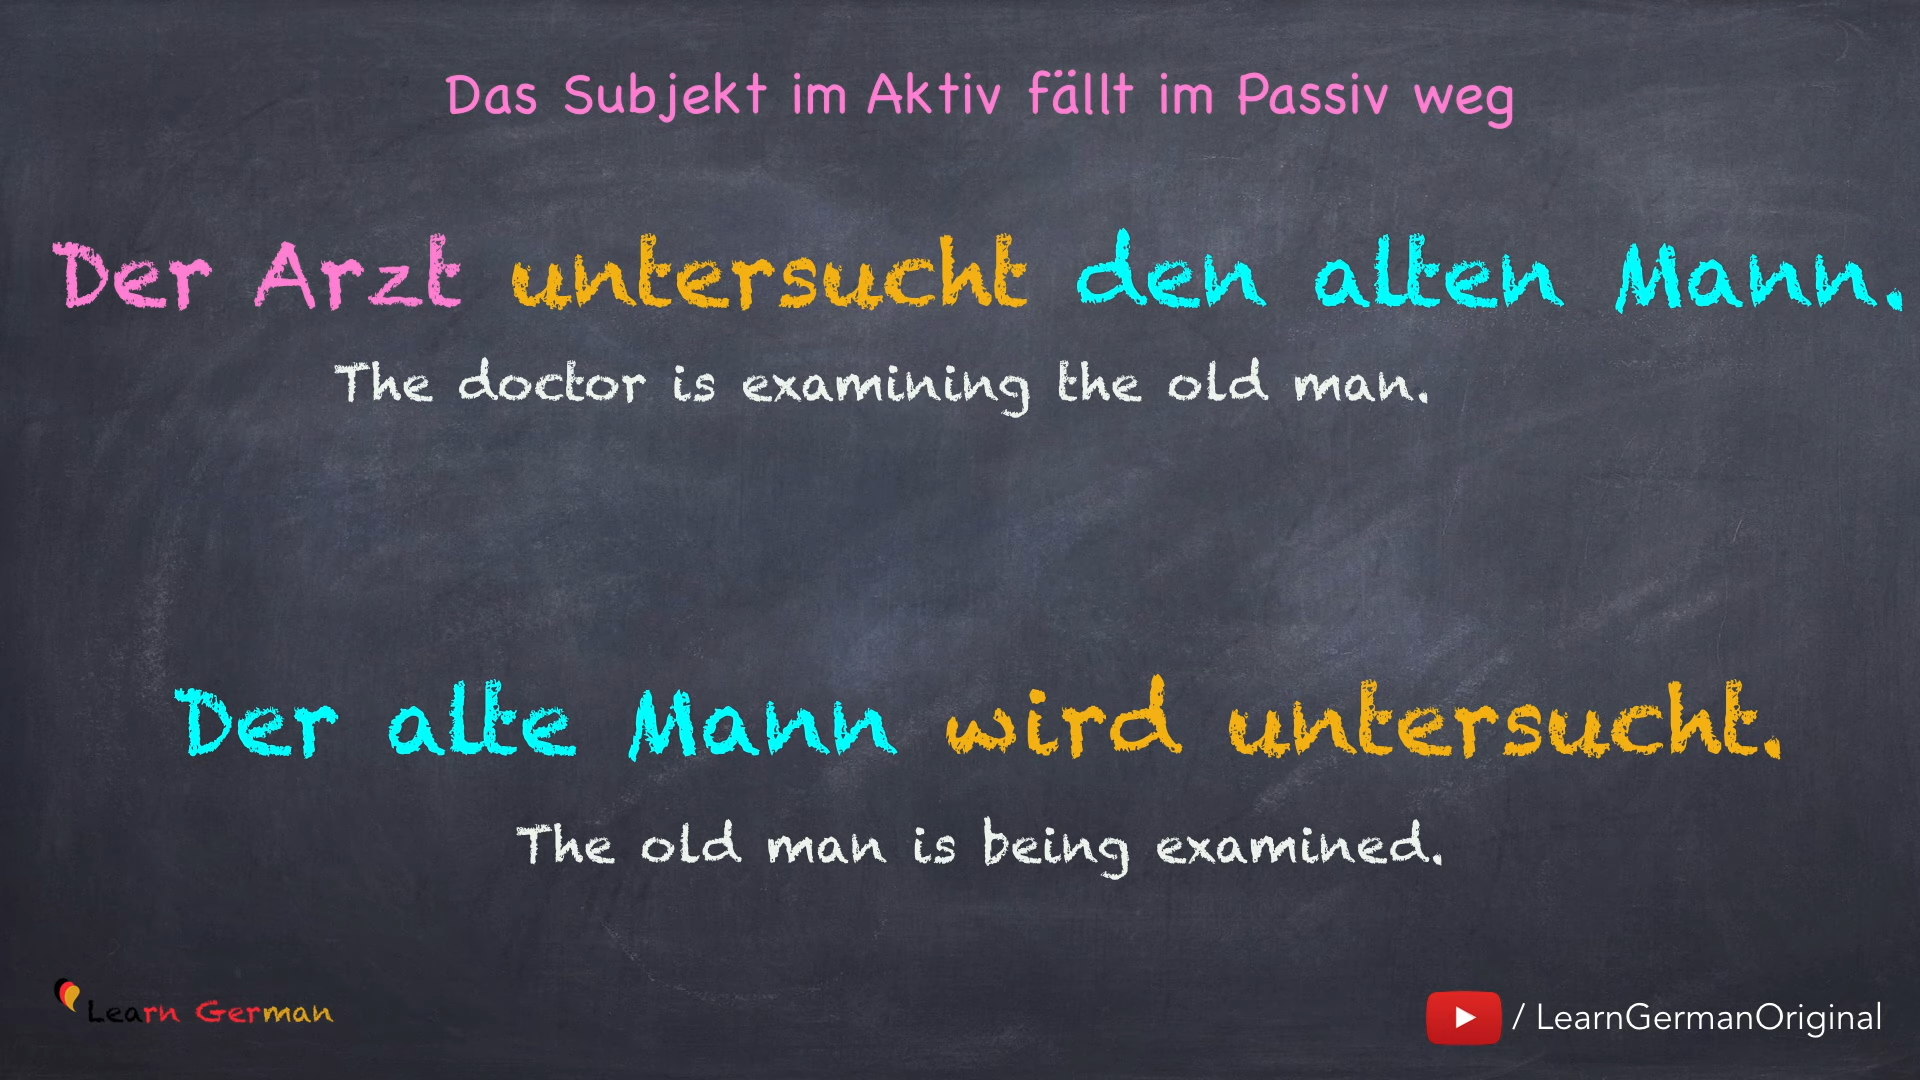 Das Subjekt im Aktiv fällt im Passiv weg
Der Arzt untersucht den alten Mann.
The doctor is examining the old man.
Der alte Mann wird untersucht.
The old man is being examined.
Learn German
/ LearnGermanOriginal